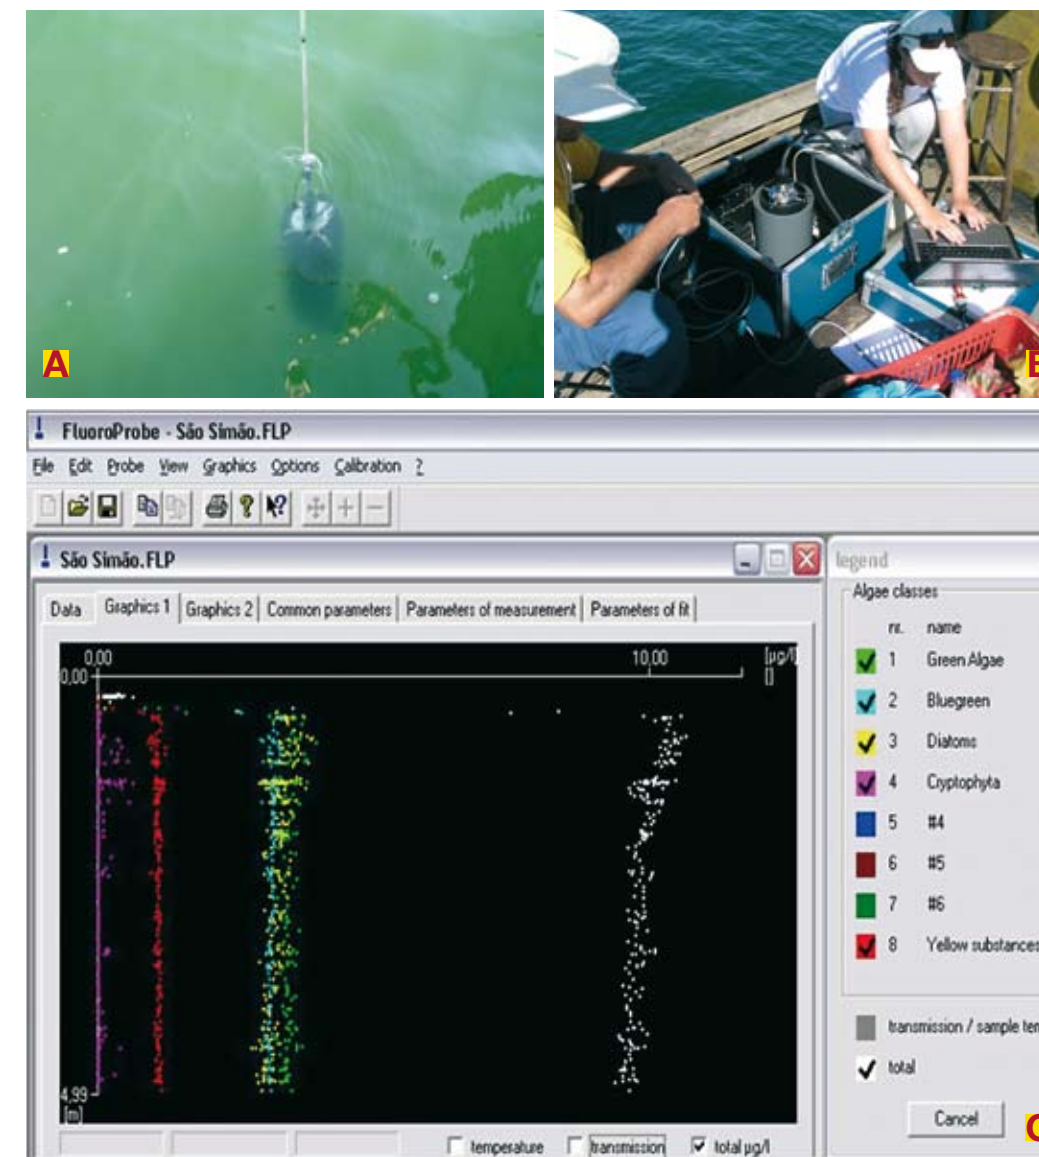 A
B
FluoroProbe - São Simão.FLP
File Edit Probe View Graphics Options Calibration ?
São Simão.FLP
legend
Data Graphics 1 Graphics 2 Common parameters Parameters of measurement Parameters of fit
Algae classes
nr. name
0,00 10,00 [µg/l]
0,00 []
1 Green Algae
2 Bluegreen
3 Diatoms
4 Cryptophyta
5 #4
6 #5
7 #6
8 Yellow substances
transmission / sample
total
4,99
[m]
Cancel
C
temperature transmission total µg/l